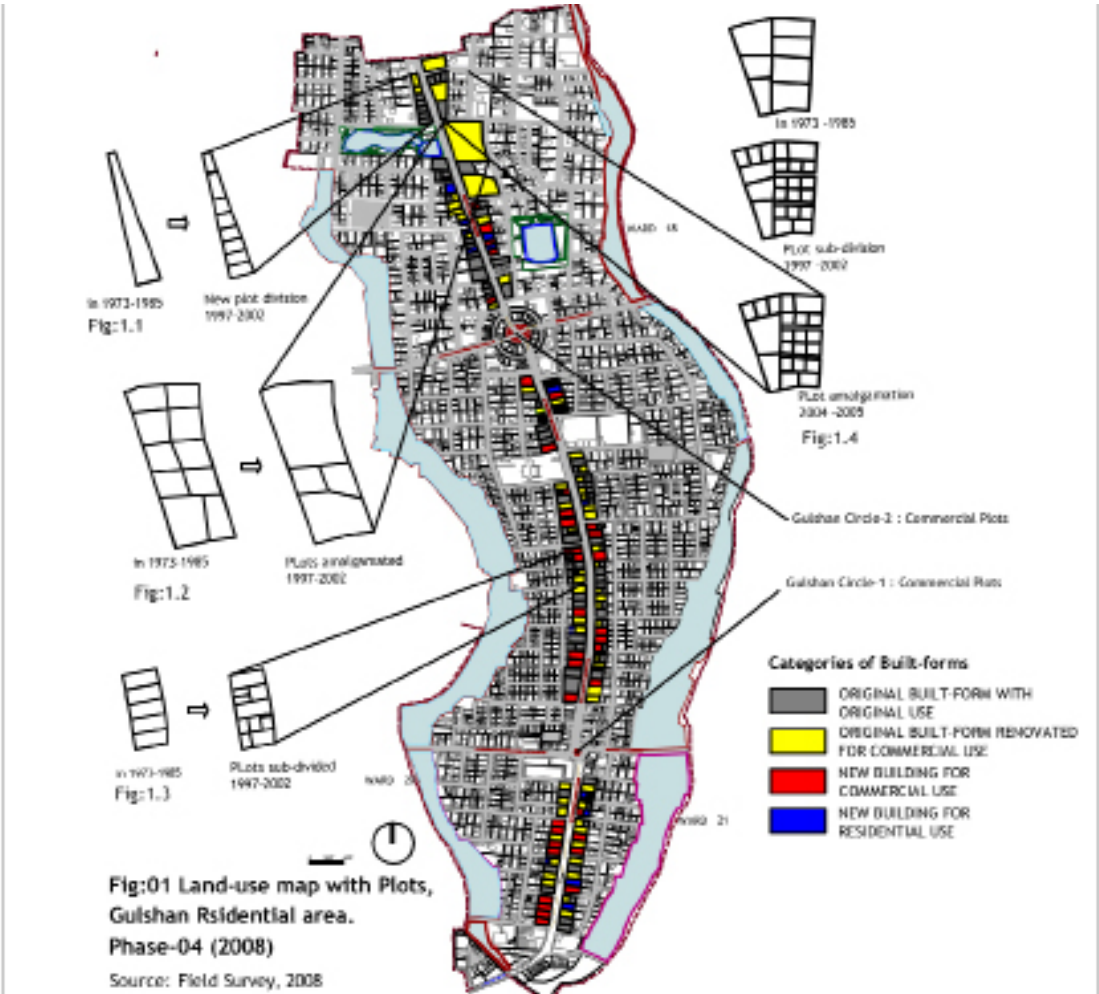 In 1973 -1985
PLot sub-division
1997 -2002
PLot amalgamation
2004 -2005
Fig:1.4
WARD
In 1973-1985
Fig:1.1
New plot division
1997-2002
In 1973-1985
Fig:1.2
PLots amalgamated
1997-2002
Gulshan Circle-2 : Commercial Plots
Gulshan Circle-1 : Commercial Plots
In 1973-1985
Fig:1.3
PLots sub-divided
1997-2002
WARD
WARD 21
Categories of Built-forms
ORIGINAL BUILT-FORM WITH
ORIGINAL USE
ORIGINAL BUILT-FORM RENOVATED
FOR COMMERCIAL USE
NEW BUILDING FOR
COMMERCIAL USE
NEW BUILDING FOR
RESIDENTIAL USE
Fig:01 Land-use map with Plots,
Gulshan Rsidential area.
Phase-04 (2008)
Source: Field Survey, 2008